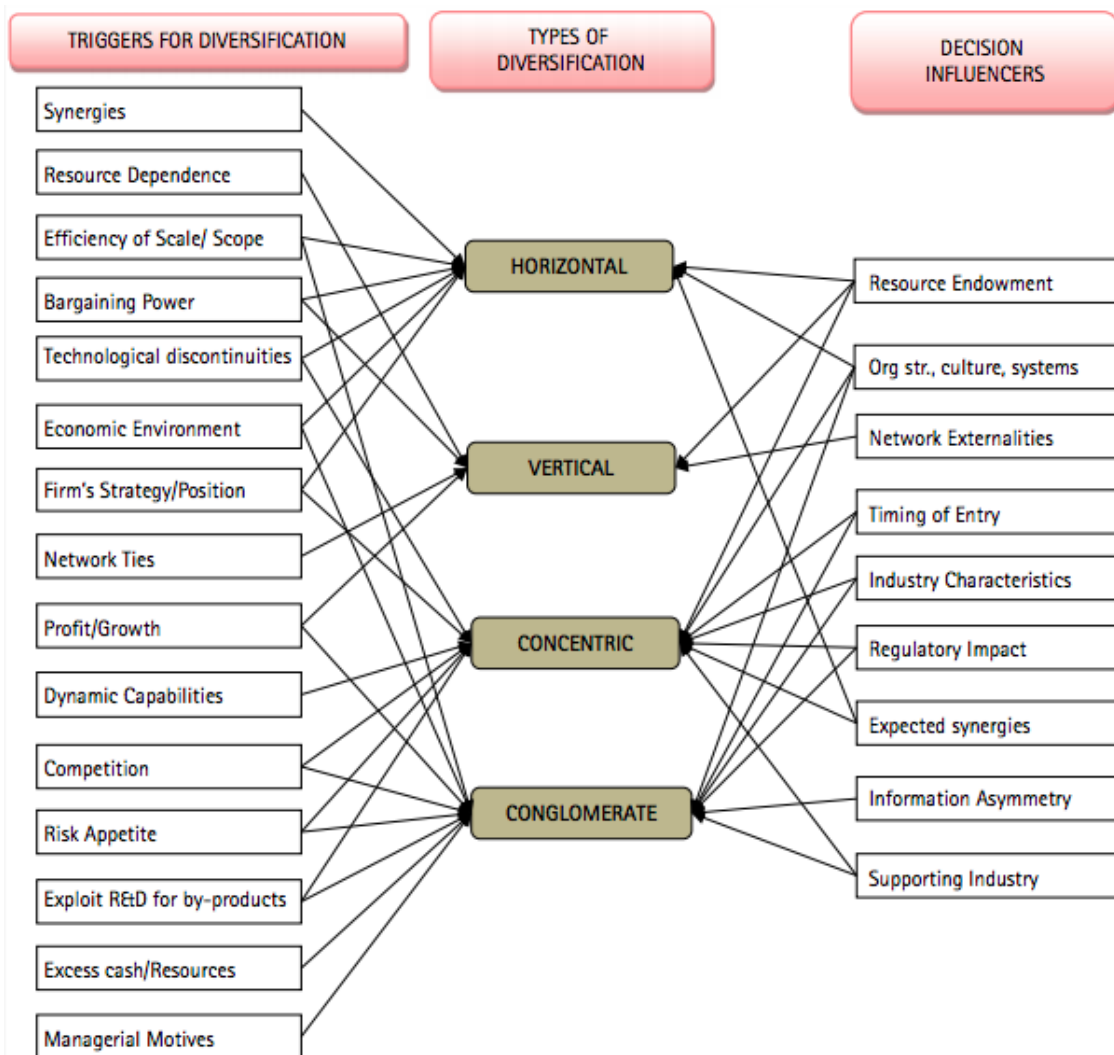 TRIGGERS FOR DIVERSIFICATION
TYPES OF
DIVERSIFICATION
DECISION
INFLUENCERS
Synergies
Resource Dependence
Efficiency of Scale/ Scope
Bargaining Power
Technological discontinuities
Economic Environment
Firm's Strategy/Position
Network Ties
Profit/Growth
Dynamic Capabilities
Competition
Risk Appetite
Exploit R&D for by-products
Excess cash/Resources
Managerial Motives
HORIZONTAL
VERTICAL
CONCENTRIC
CONGLOMERATE
Resource Endowment
Org str., culture, systems
Network Externalities
Timing of Entry
Industry Characteristics
Regulatory Impact
Expected synergies
Information Asymmetry
Supporting Industry